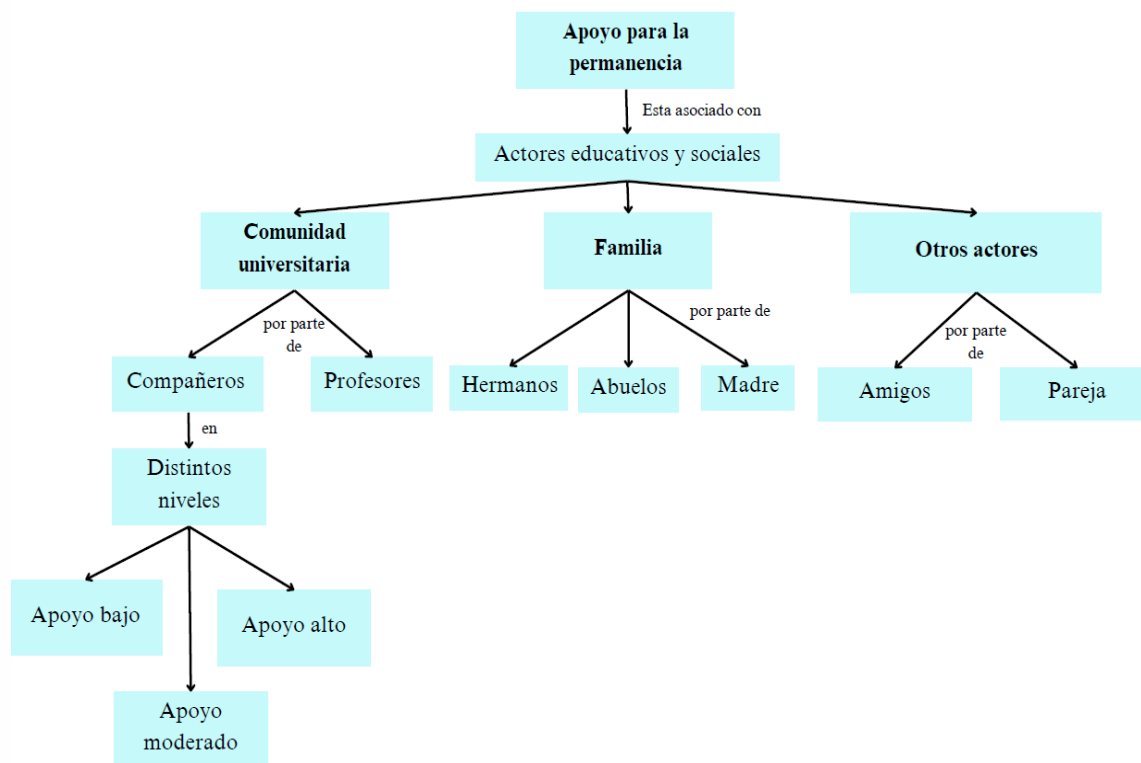 Apoyo para la
permanencia
Esta asociado con
Actores educativos y sociales
Comunidad
universitaria
Familia
Otros actores
por parte
de
por parte de
por parte
de
Compañeros
Profesores
Hermanos
Abuelos
Madre
Amigos
Pareja
en
Distintos
niveles
Apoyo bajo
Apoyo alto
Apoyo
moderado